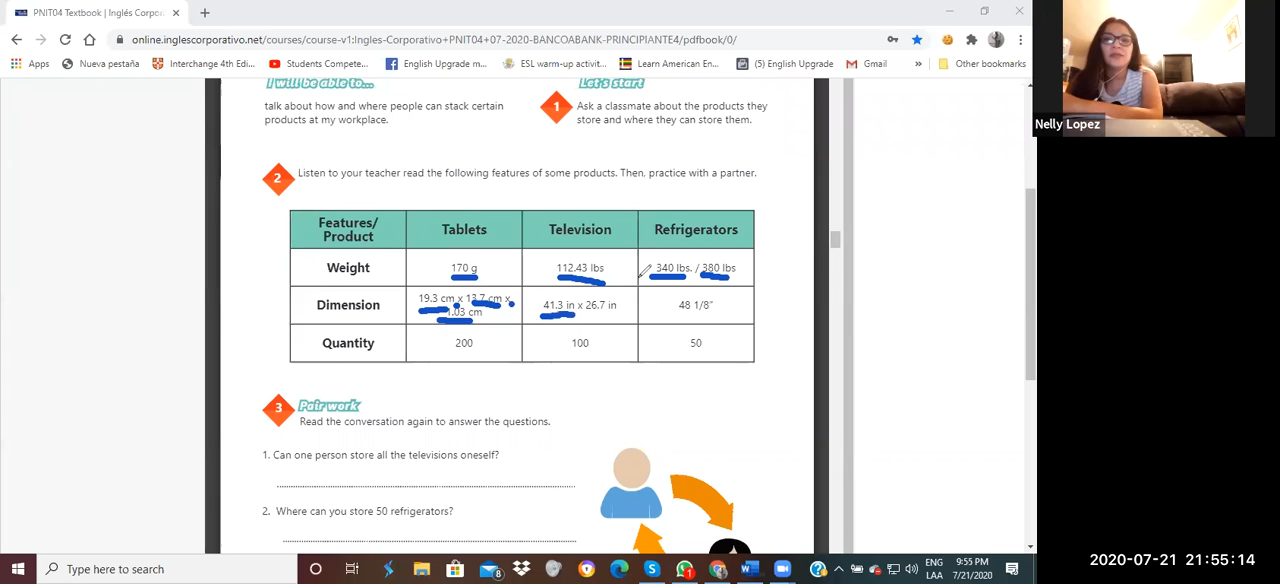 PNIT04 Textbook | Inglés Corpor
online.inglescorporativo.net/courses/course-v1:Ingles-Corporativo+PNIT04+07-2020-BANCOABANK-PRINCIPIANTE4/pdfbook/0/
Apps Nueva pestaña Interchange 4th Edi... Students Compete... English Upgrade m... ESL warm-up activit... Learn American En... (5) English Upgrade Gmail » Other bookmarks
I will be able to...
Let's start
talk about how and where people can stack certain
products at my workplace.
1
Ask a classmate about the products they
store and where they can store them.
2 Listen to your teacher read the following features of some products. Then, practice with a partner.
Features/
Product
Tablets
Television
Refrigerators
Weight 170 g 112.43 lbs 340 lbs. / 380 lbs
Dimension 19.3 cm x 13.7 cm x
1.03 cm
41.3 in x 26.7 in 48 1/8"
Quantity 200 100 50
3 Pair work
Read the conversation again to answer the questions.
1. Can one person store all the televisions oneself?
2. Where can you store 50 refrigerators?
Nelly Lopez
Type here to search
8
1
ENG
LAA
9:55 PM
7/21/2020
2020-07-21 21:55:14